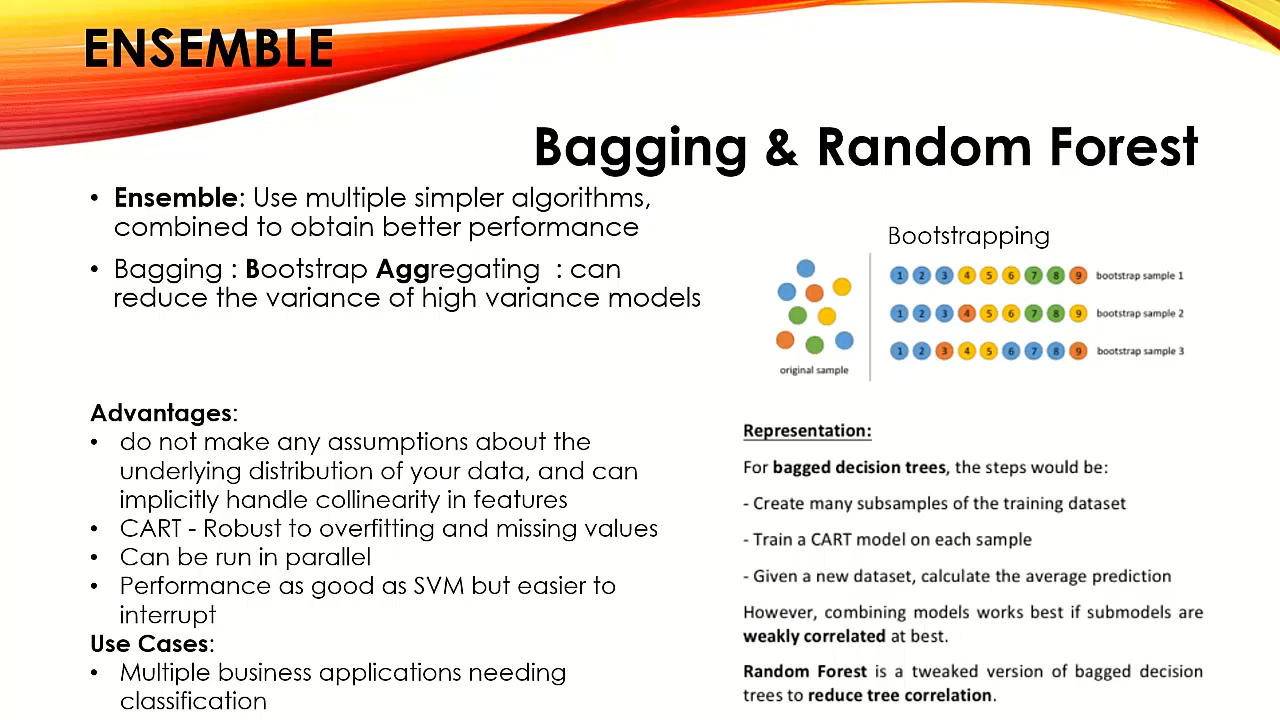 ENSEMBLE
Bagging & Random Forest
• Ensemble: Use multiple simpler algorithms,
combined to obtain better performance
• Bagging : Bootstrap Aggregating : can
reduce the variance of high variance models
Bootstrapping
1 2 3 4 5 6 7 8 9 bootstrap sample 1
1 2 3 4 5 6 7 8 9 bootstrap sample 2
1 2 3 4 5 6 7 8 9 bootstrap sample 3
original sample
Advantages:
• do not make any assumptions about the
underlying distribution of your data, and can
implicitly handle collinearity in features
• CART - Robust to overfitting and missing values
• Can be run in parallel
• Performance as good as SVM but easier to
interrupt
Use Cases:
• Multiple business applications needing
classification
Representation:
For bagged decision trees, the steps would be:
- Create many subsamples of the training dataset
- Train a CART model on each sample
- Given a new dataset, calculate the average prediction
However, combining models works best if submodels are
weakly correlated at best.
Random Forest is a tweaked version of bagged decision
trees to reduce tree correlation.